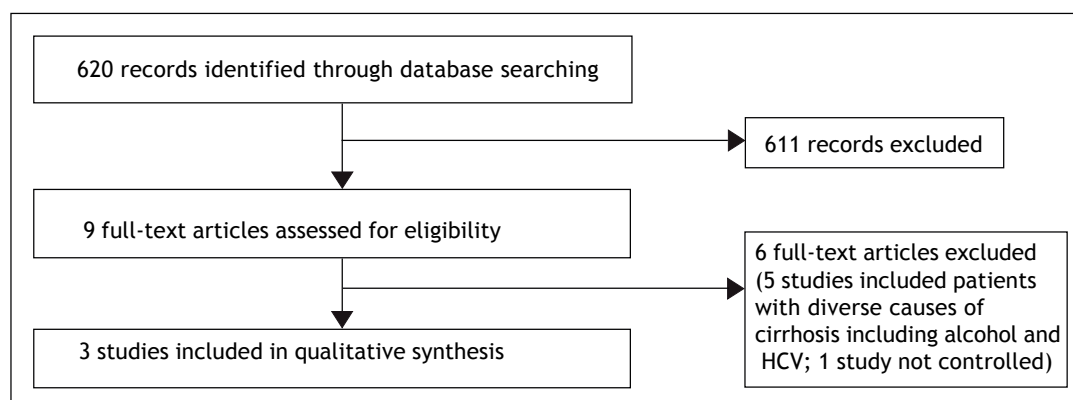 620 records identified through database searching
611 records excluded
9 full-text articles assessed for eligibility
6 full-text articles excluded
(5 studies included patients
with diverse causes of
cirrhosis including alcohol and
HCV; 1 study not controlled)
3 studies included in qualitative synthesis